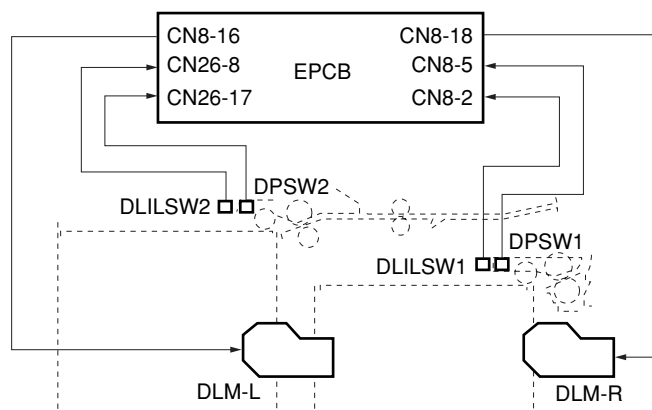 CN8-16
CN8-18
CN26-8
EPCB
CN8-5
CN26-17
CN8-2
DPSW2
DLILSW2
DPSW1
DLILSW1
DLM-L
DLM-R